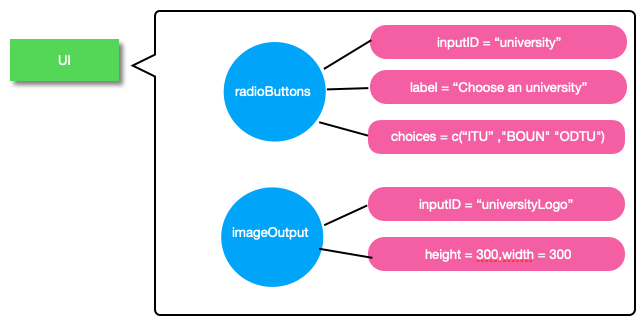 UI
radioButtons
inputID = “university”
label = “Choose an university”
choices = c(“ITU” ,"BOUN" "ODTU")
imageOutput
inputID = “universityLogo”
height = 300,width = 300